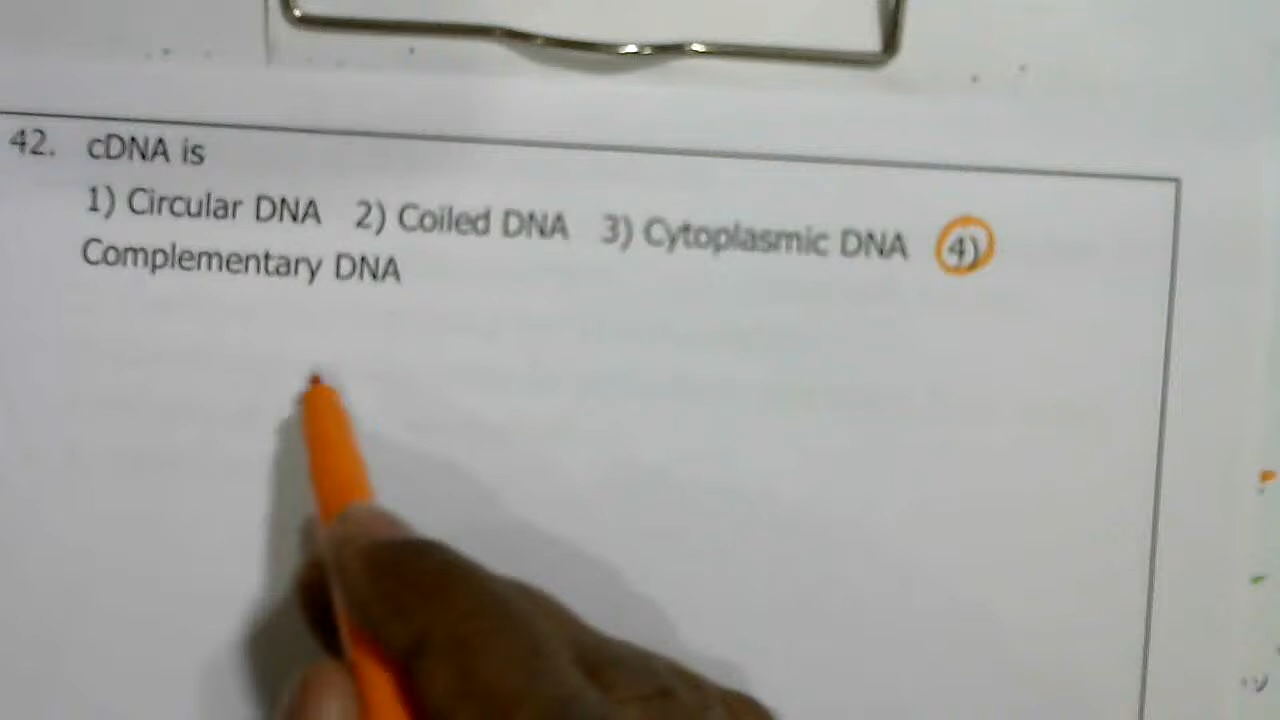 42. cDNA is
1) Circular DNA 2) Coiled DNA 3) Cytoplasmic DNA 4)
Complementary DNA